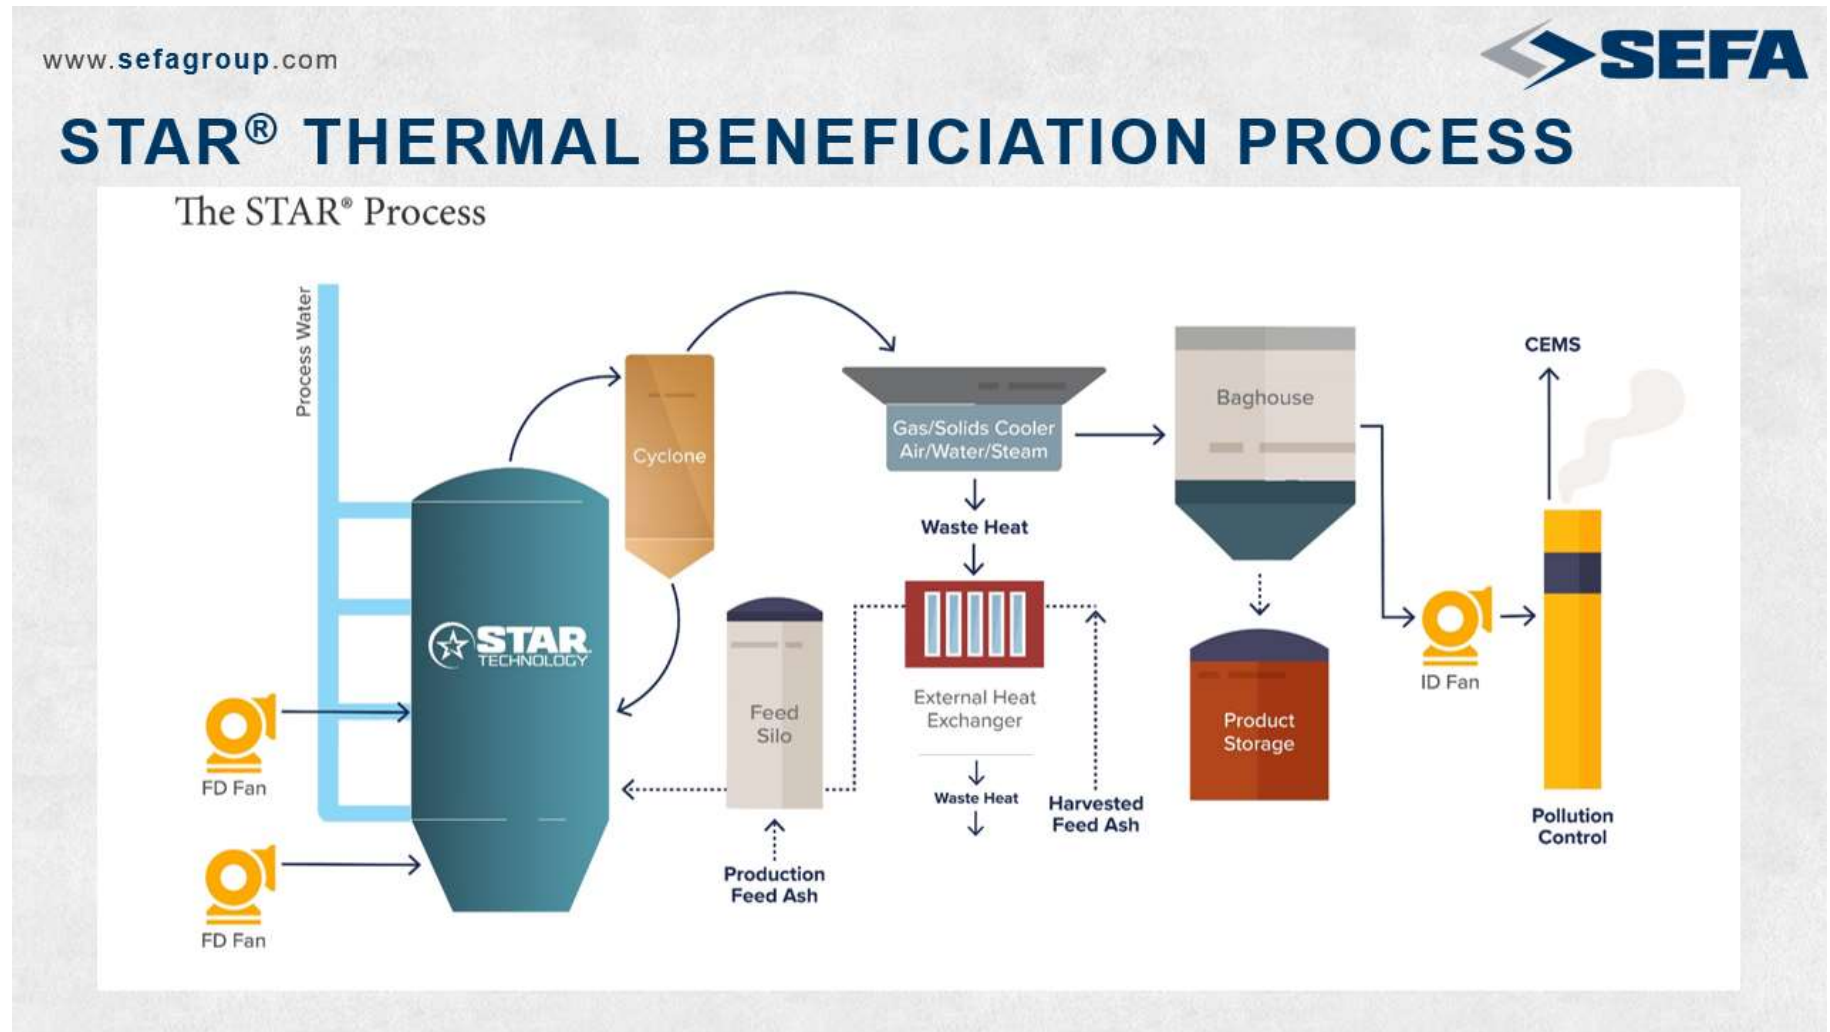 www.sefagroup.com
SEFA
STAR® THERMAL BENEFICIATION PROCESS
The STAR® Process
Process Water
CEMS
Baghouse
Gas/Solids Cooler
Air/Water/Steam
Cyclone
Waste Heat
STAR
TECHNOLOGY
External Heat
Exchanger
ID Fan
Feed
Silo
Product
Storage
FD Fan
Waste Heat
Harvested
Feed Ash
Pollution
Control
Production
Feed Ash
FD Fan